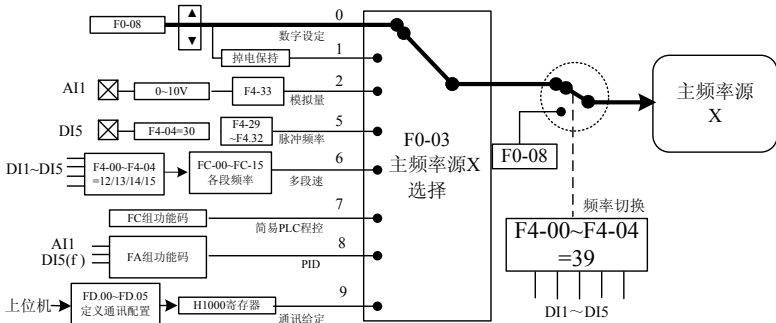 F0-08
▲
▼
0
数字设定
掉电保持
1
AI1
0~10V
F4-33
2
模拟量
DI5
F4-04=30
F4-29
~F4.32
5
脉冲频率
DI1~DI5
F4-00~F4-04
=12/13/14/15
FC-00~FC-15
各段频率
6
多段速
FC组功能码
7
简易PLC程控
AI1
DI5(f)
FA组功能码
8
PID
上位机
FD.00~FD.05
定义通讯配置
H1000寄存器
9
通讯给定
F0-03
主频率源X
选择
F0-08
主频率源
X
频率切换
F4-00~F4-04
=39
DI1~DI5